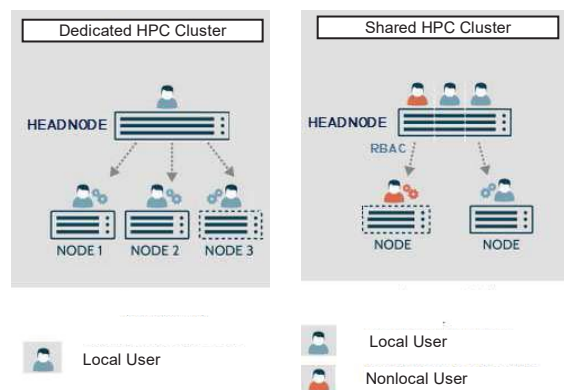 Dedicated HPC Cluster
HEADNODE
NODE 1
NODE 2
NODE 3
Local User
Shared HPC Cluster
HEADNODE
RBAC
NODE
NODE
Local User
Nonlocal User